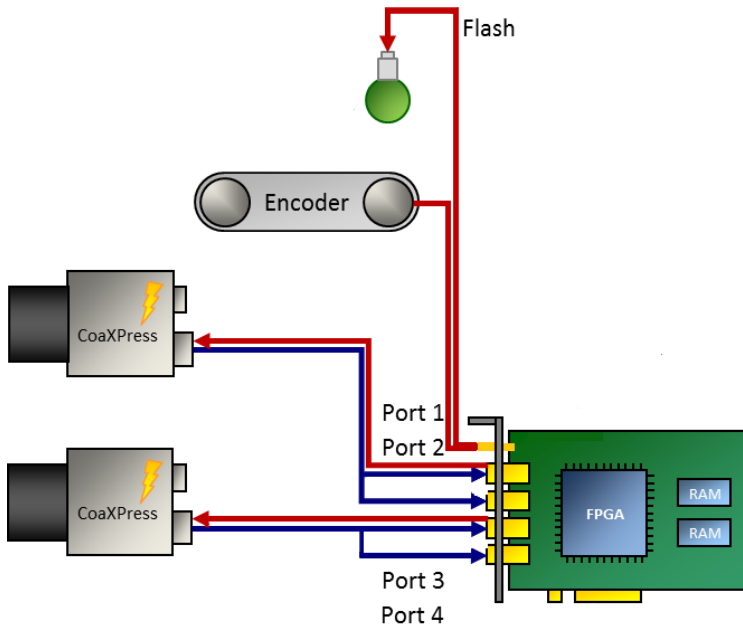 Flash
Encoder
CoaXPress
Port 1
Port 2
CoaXPress
FPGA
RAM
RAM
Port 3
Port 4